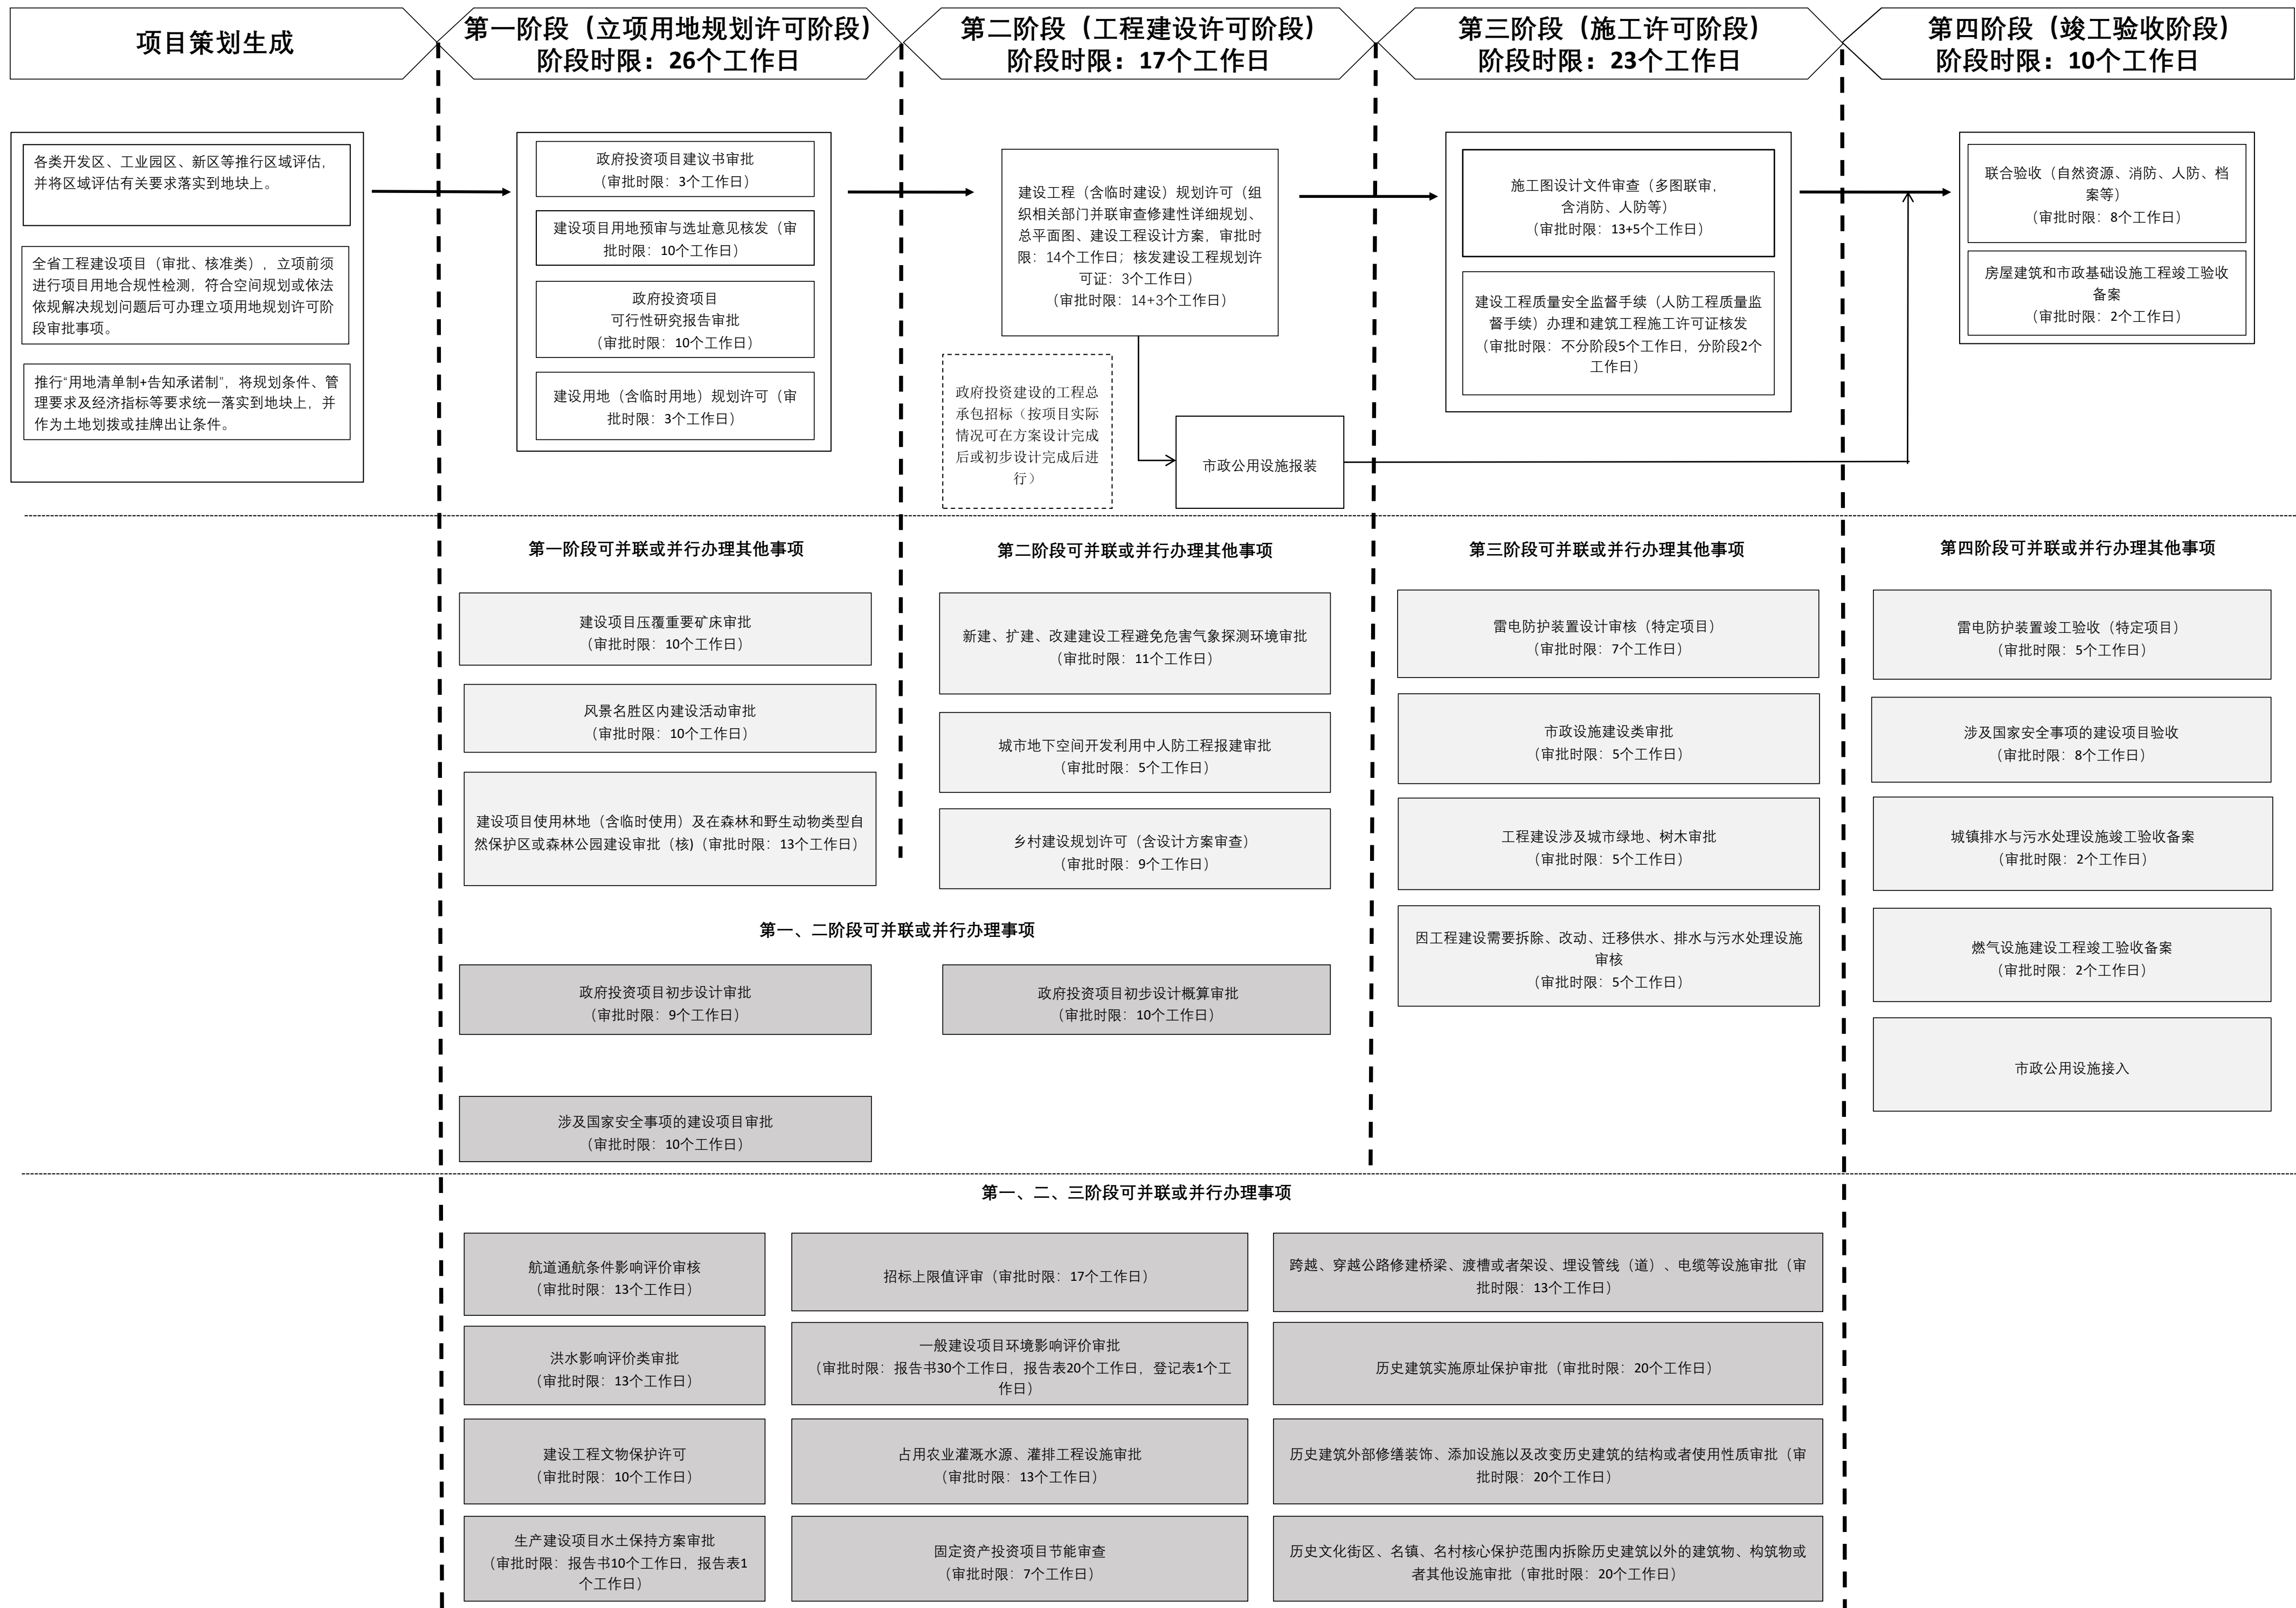 项目策划生成
第一阶段（立项用地规划许可阶段）
阶段时限：26个工作日
第二阶段（工程建设许可阶段）
阶段时限：17个工作日
第三阶段（施工许可阶段）
阶段时限：23个工作日
第四阶段（竣工验收阶段）
阶段时限：10个工作日
各类开发区、工业园区、新区等推行区域评估，
并将区域评估有关要求落实到地块上。
全省工程建设项目（审批、核准类），立项前须
进行项目用地合规性检测，符合空间规划或依法
依规解决规划问题后可办理立项用地规划许可阶
段审批事项。
推行“用地清单制+告知承诺制”，将规划条件、管
理要求及经济指标等要求统一落实到地块上，并
作为土地划拨或挂牌出让条件。
政府投资项目建议书审批
（审批时限：3个工作日）
建设项目用地预审与选址意见核发（审
批时限：10个工作日）
政府投资项目
可行性研究报告审批
（审批时限：10个工作日）
建设用地（含临时用地）规划许可（审
批时限：3个工作日）
建设工程（含临时建设）规划许可（组
织相关部门并联审查修建性详细规划、
总平面图、建设工程设计方案，审批时
限：14个工作日；核发建设工程规划许
可证：3个工作日）
（审批时限：14+3个工作日）
政府投资建设的工程总
承包招标（按项目实际
情况可在方案设计完成
后或初步设计完成后进
行）
市政公用设施报装
施工图设计文件审查（多图联审，
含消防、人防等）
（审批时限：13+5个工作日）
建设工程质量安全监督手续（人防工程质量监
督手续）办理和建筑工程施工许可证核发
（审批时限：不分阶段5个工作日，分阶段2个
工作日）
联合验收（自然资源、消防、人防、档
案等）
（审批时限：8个工作日）
房屋建筑和市政基础设施工程竣工验收
备案
（审批时限：2个工作日）
第一阶段可并联或并行办理其他事项
建设项目压覆重要矿床审批
（审批时限：10个工作日）
风景名胜区内建设活动审批
（审批时限：10个工作日）
建设项目使用林地（含临时使用）及在森林和野生动物类型自
然保护区或森林公园建设审批（核)（审批时限：13个工作日）
第二阶段可并联或并行办理其他事项
新建、扩建、改建建设工程避免危害气象探测环境审批
（审批时限：11个工作日）
城市地下空间开发利用中人防工程报建审批
（审批时限：5个工作日）
乡村建设规划许可（含设计方案审查）
（审批时限：9个工作日）
第三阶段可并联或并行办理其他事项
雷电防护装置设计审核（特定项目）
（审批时限：7个工作日）
市政设施建设类审批
（审批时限：5个工作日）
工程建设涉及城市绿地、树木审批
（审批时限：5个工作日）
因工程建设需要拆除、改动、迁移供水、排水与污水处理设施
审核
（审批时限：5个工作日）
第四阶段可并联或并行办理其他事项
雷电防护装置竣工验收（特定项目）
（审批时限：5个工作日）
涉及国家安全事项的建设项目验收
（审批时限：8个工作日）
城镇排水与污水处理设施竣工验收备案
（审批时限：2个工作日）
燃气设施建设工程竣工验收备案
（审批时限：2个工作日）
市政公用设施接入
第一、二阶段可并联或并行办理事项
政府投资项目初步设计审批
（审批时限：9个工作日）
政府投资项目初步设计概算审批
（审批时限：10个工作日）
涉及国家安全事项的建设项目审批
（审批时限：10个工作日）
第一、二、三阶段可并联或并行办理事项
航道通航条件影响评价审核
（审批时限：13个工作日）
招标上限值评审（审批时限：17个工作日）
跨越、穿越公路修建桥梁、渡槽或者架设、埋设管线（道）、电缆等设施审批（审
批时限：13个工作日）
洪水影响评价类审批
（审批时限：13个工作日）
一般建设项目环境影响评价审批
（审批时限：报告书30个工作日，报告表20个工作日，登记表1个工
作日）
历史建筑实施原址保护审批（审批时限：20个工作日）
建设工程文物保护许可
（审批时限：10个工作日）
占用农业灌溉水源、灌排工程设施审批
（审批时限：13个工作日）
历史建筑外部修缮装饰、添加设施以及改变历史建筑的结构或者使用性质审批（审
批时限：20个工作日）
生产建设项目水土保持方案审批
（审批时限：报告书10个工作日，报告表1
个工作日）
固定资产投资项目节能审查
（审批时限：7个工作日）
历史文化街区、名镇、名村核心保护范围内拆除历史建筑以外的建筑物、构筑物或
者其他设施审批（审批时限：20个工作日）